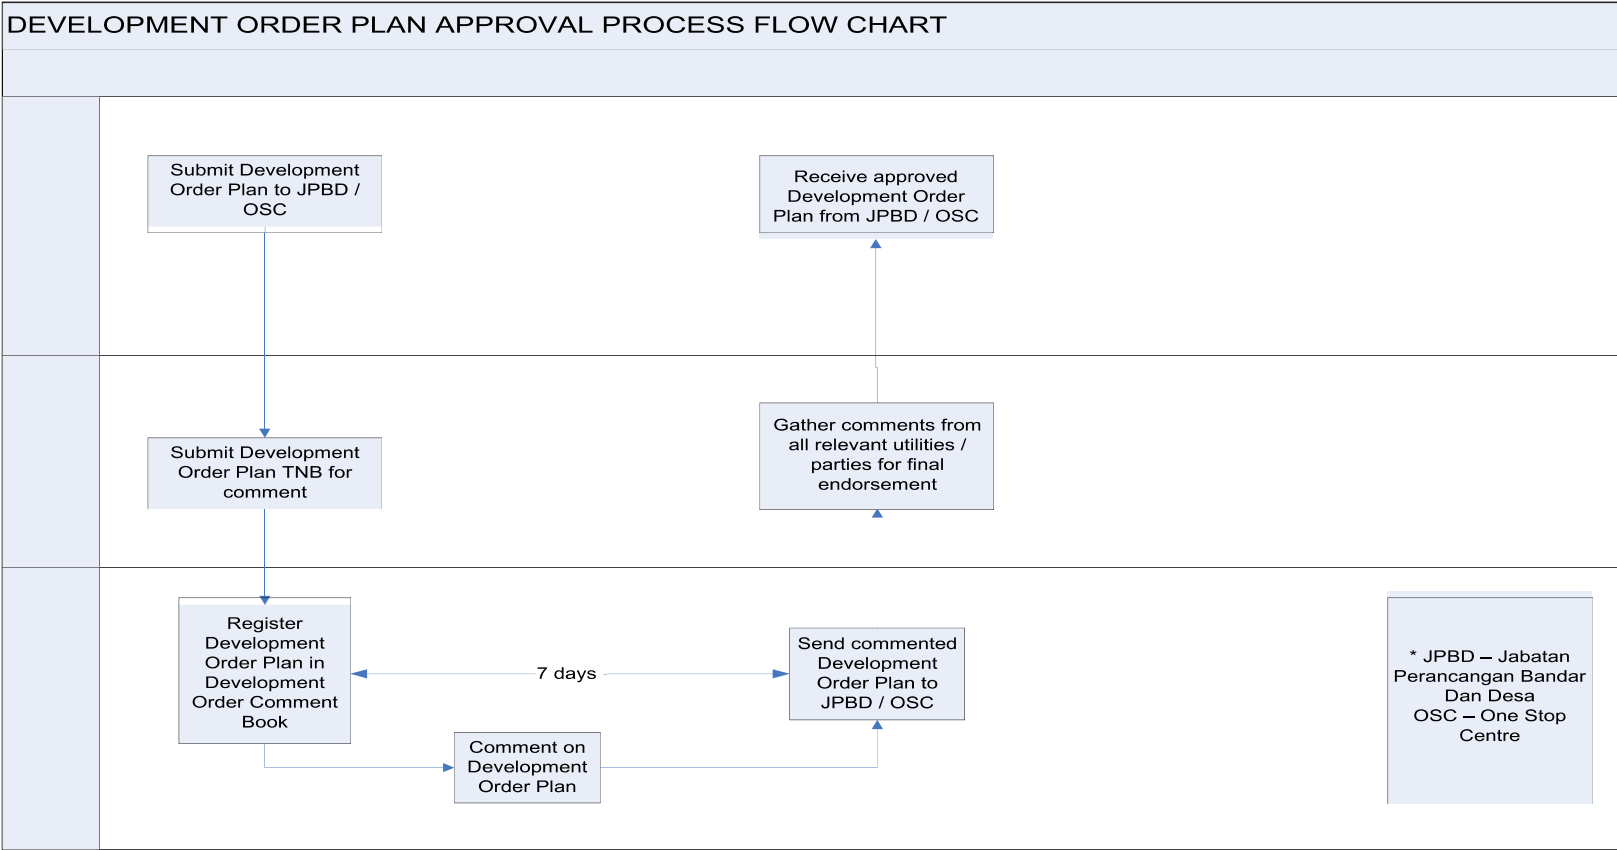 DEVELOPMENT ORDER PLAN APPROVAL PROCESS FLOW CHART
Submit Development
Order Plan to JPBD /
OSC
Receive approved
Development Order
Plan from JPBD / OSC
Submit Development
Order Plan TNB for
comment
Gather comments from
all relevant utilities /
parties for final
endorsement
Register
Development
Order Plan in
Development
Order Comment
Book
7 days
Send commented
Development
Order Plan to
JPBD / OSC
Comment on
Development
Order Plan
* JPBD – Jabatan
Perancangan Bandar
Dan Desa
OSC – One Stop
Centre